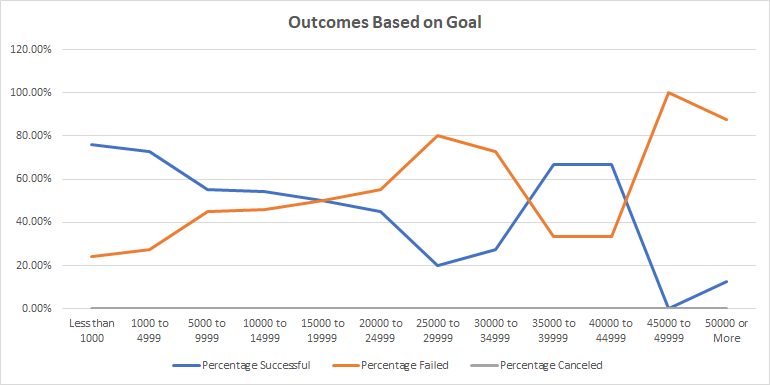 Outcomes Based on Goal
120.00%
100.00%
80.00%
60.00%
40.00%
20.00%
0.00%
Less than 1000 to 5000 to 10000 to 15000 to 20000 to 25000 to 30000 to 35000 to 40000 to 45000 to 50000 or
1000 4999 9999 14999 19999 24999 29999 34999 39999 44999 49999 More
Percentage Successful Percentage Failed Percentage Canceled